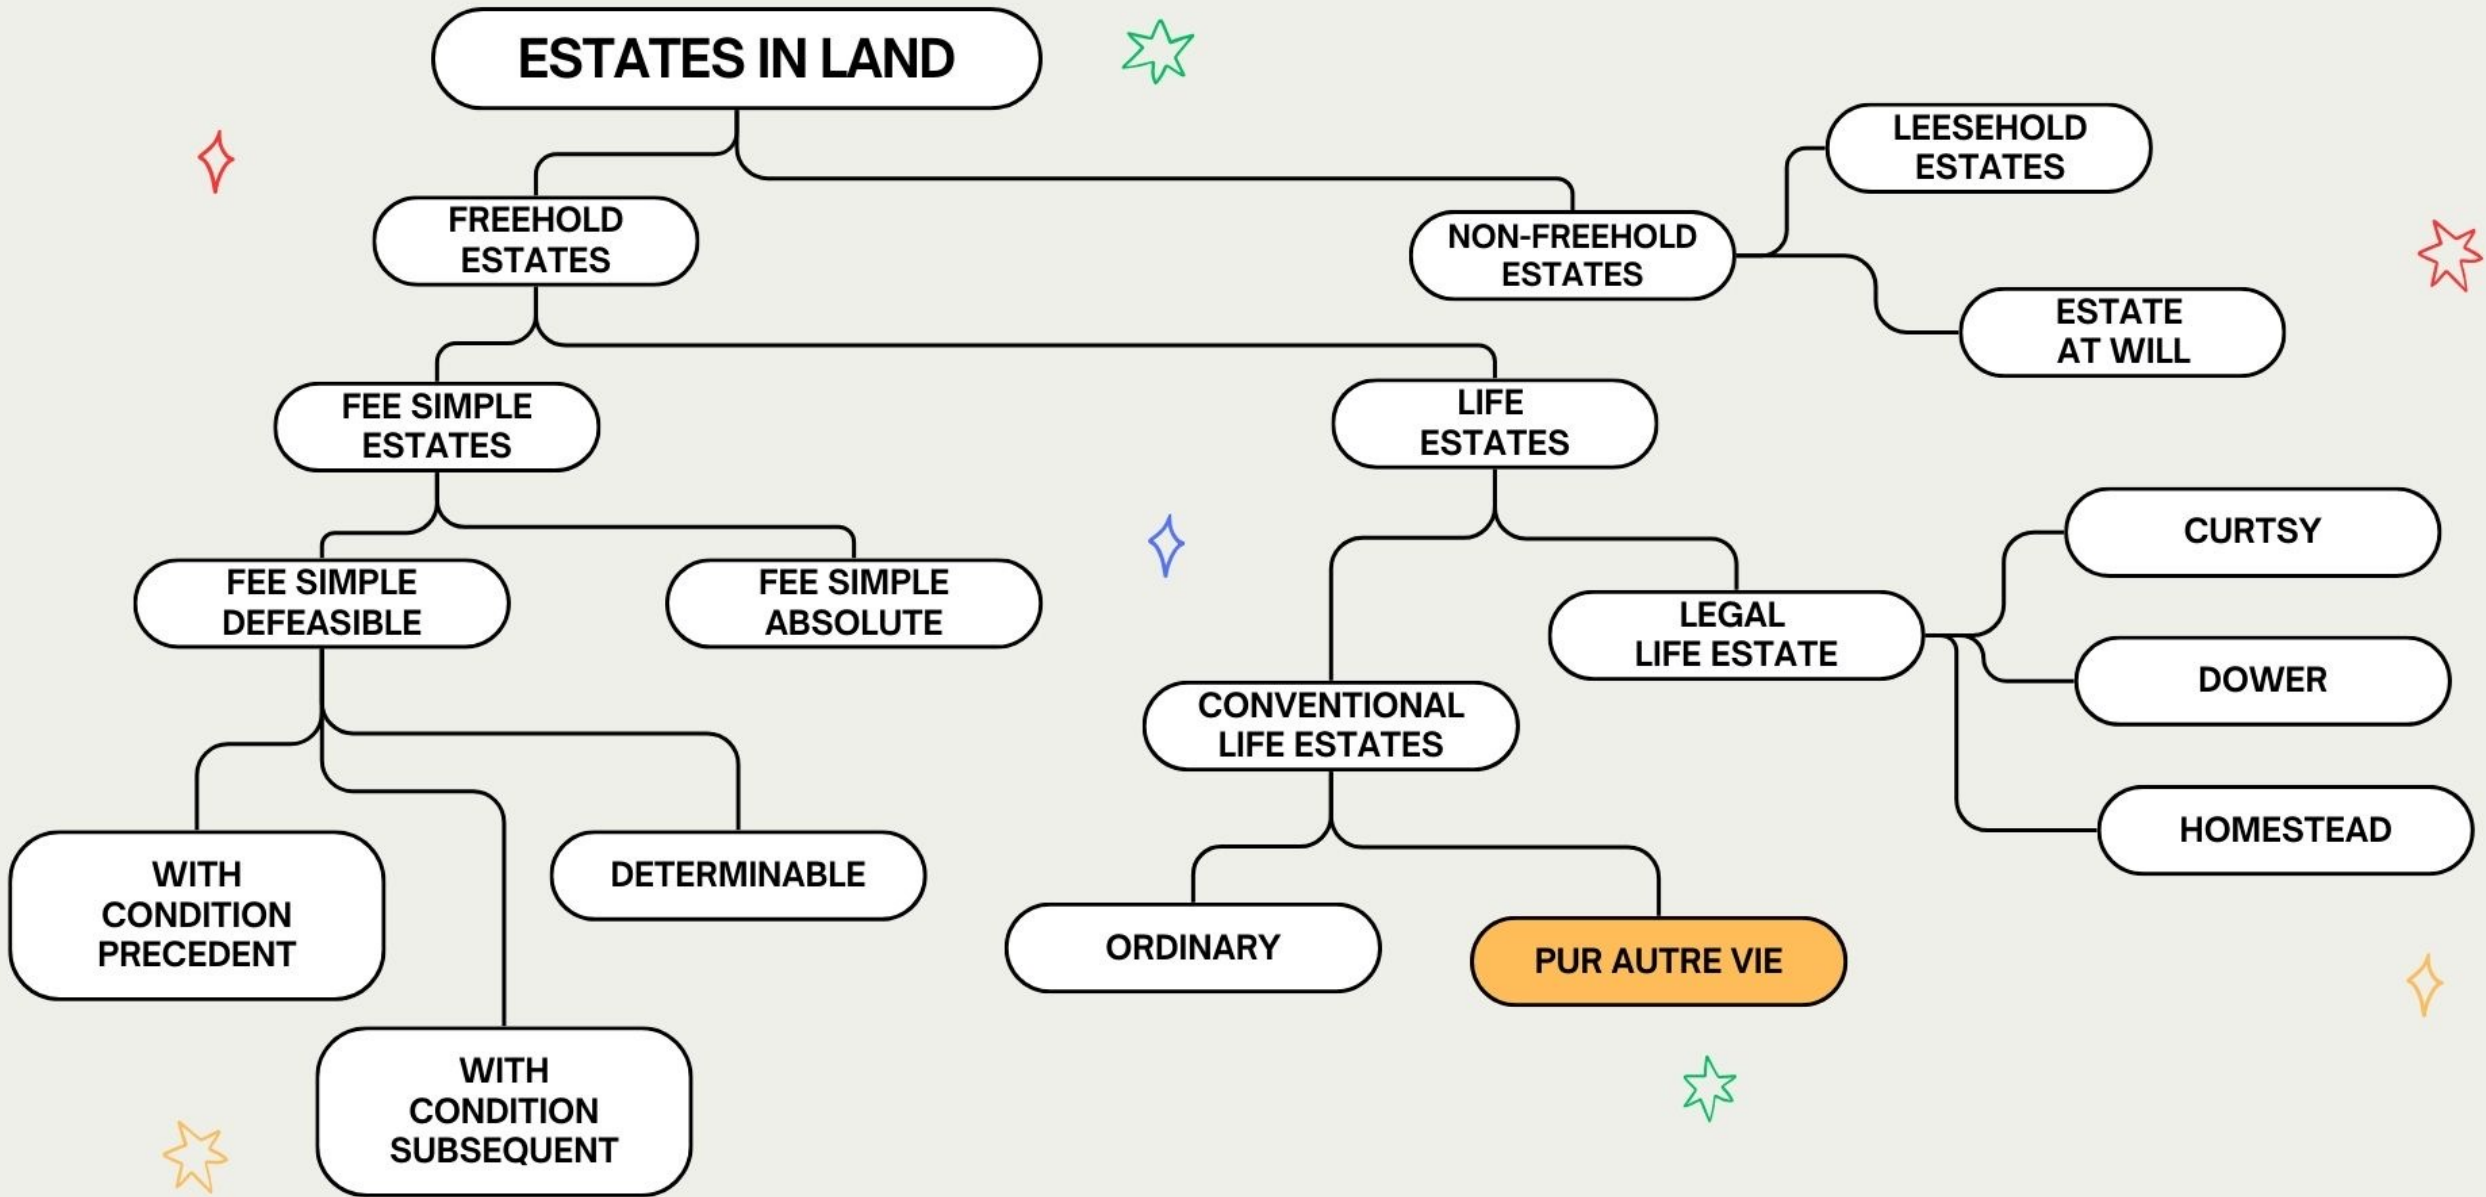 ESTATES IN LAND
LEESEHOLD
ESTATES
FREEHOLD
ESTATES
NON-FREEHOLD
ESTATES
ESTATE
AT WILL
FEE SIMPLE
ESTATES
LIFE
ESTATES
CURTSY
FEE SIMPLE
DEFEASIBLE
FEE SIMPLE
ABSOLUTE
LEGAL
LIFE ESTATE
DOWER
CONVENTIONAL
LIFE ESTATES
HOMESTEAD
WITH
CONDITION
PRECEDENT
DETERMINABLE
ORDINARY
PUR AUTRE VIE
WITH
CONDITION
SUBSEQUENT